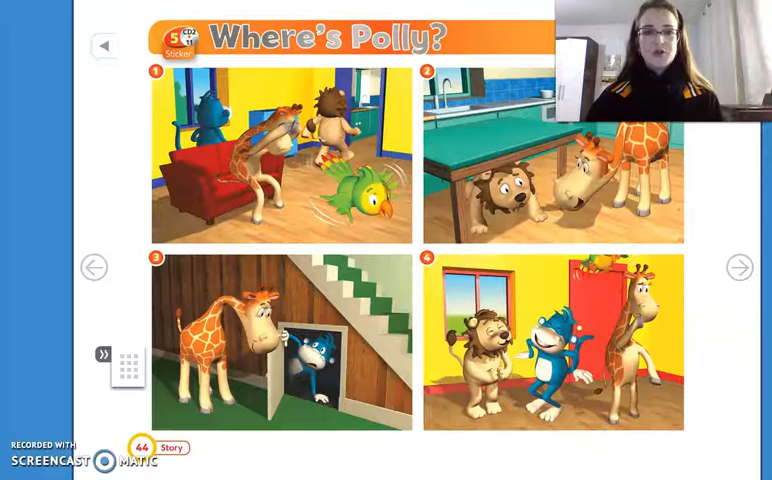 5
CD2
11
Sticker
Where's Polly?
1
2
3
4
44
Story
RECORDED WITH
SCREENCAST MATIC